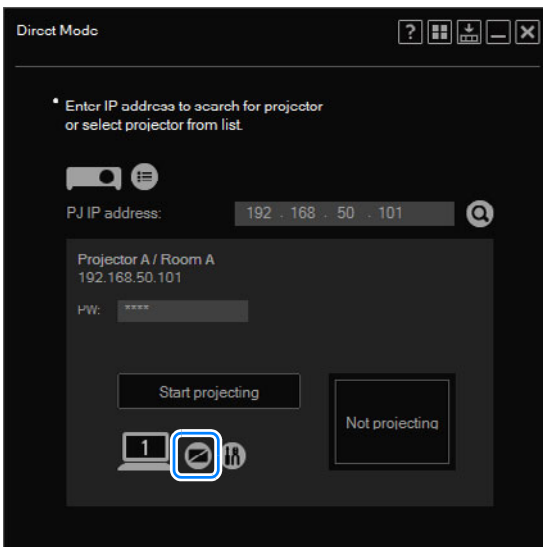 Direct Mode
Enter IP address to search for projector
or select projector from list.
PJ IP address: 192 . 168 . 50 . 101
Projector A / Room A
192.168.50.101
PW: ****
Start projecting
Not projecting
1